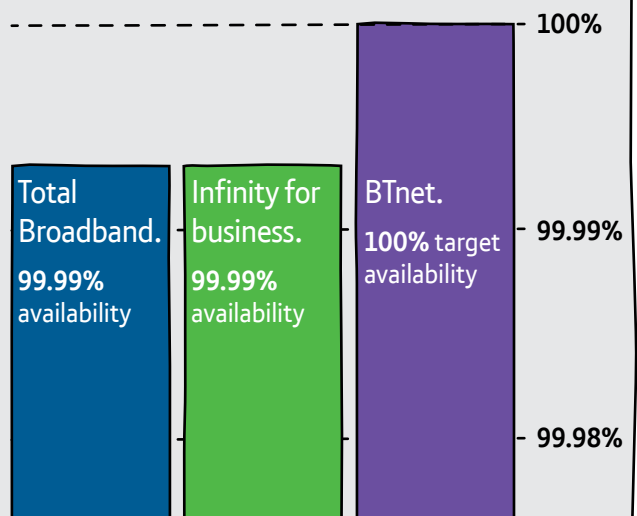 100%
Total
Broadband.
99.99%
availability
Infinity for
business.
99.99%
availability
BTnet.
100% target
availability
99.99%
99.98%